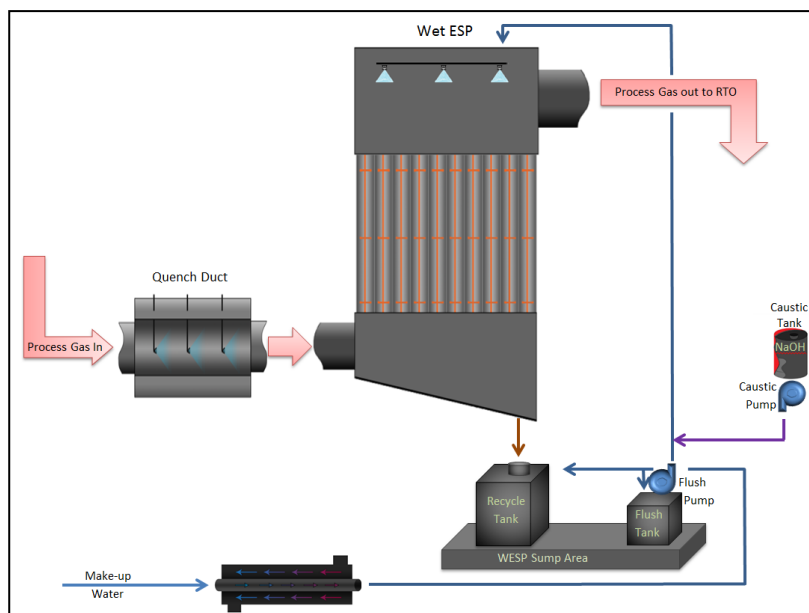 Wet ESP
Process Gas out to RTO
Quench Duct
Process Gas In
Caustic
Tank
NaOH
Caustic
Pump
Flush
Pump
Recycle
Tank
Flush
Tank
WESP Sump Area
Make-up
Water